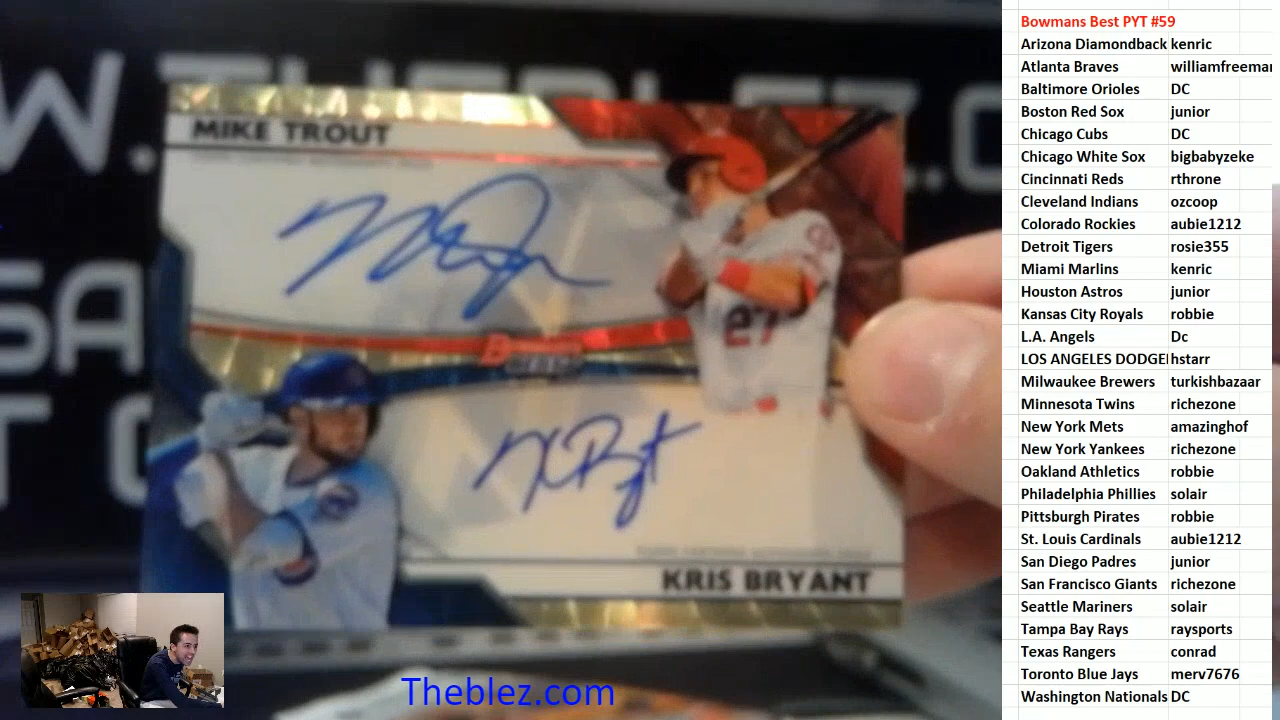 MIKE TROUT
27
BOWMAN'S
BEST
KRIS BRYANT
Theblez.com
Bowmans Best PYT #59
Arizona Diamondback kenric
Atlanta Braves williamfreeman
Baltimore Orioles DC
Boston Red Sox junior
Chicago Cubs DC
Chicago White Sox bigbabyzeke
Cincinnati Reds rthrone
Cleveland Indians ozcoop
Colorado Rockies aubie1212
Detroit Tigers rosie355
Miami Marlins kenric
Houston Astros junior
Kansas City Royals robbie
L.A. Angels Dc
LOS ANGELES DODGE hstarr
Milwaukee Brewers turkishbazaar
Minnesota Twins richezone
New York Mets amazinghof
New York Yankees richezone
Oakland Athletics robbie
Philadelphia Phillies solair
Pittsburgh Pirates robbie
St. Louis Cardinals aubie1212
San Diego Padres junior
San Francisco Giants richezone
Seattle Mariners solair
Tampa Bay Rays raysports
Texas Rangers conrad
Toronto Blue Jays merv7676
Washington Nationals DC